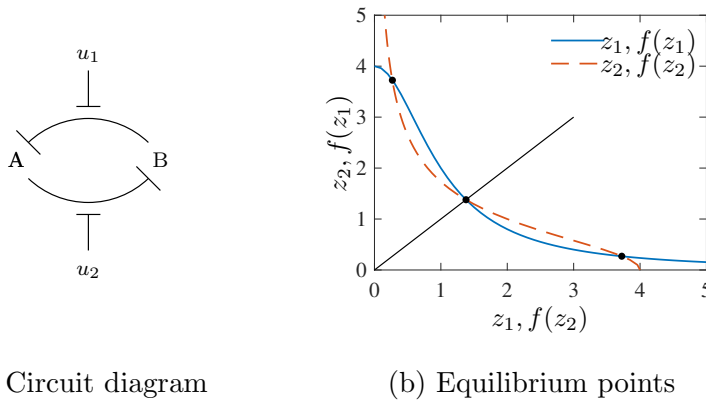 u1
A
B
u2
Circuit diagram
5
4
3
2
1
0
z2, f(z1)
z1, f(z1)
z2, f(z2)
0 1 2 3 4 5
z1, f(z2)
(b) Equilibrium points